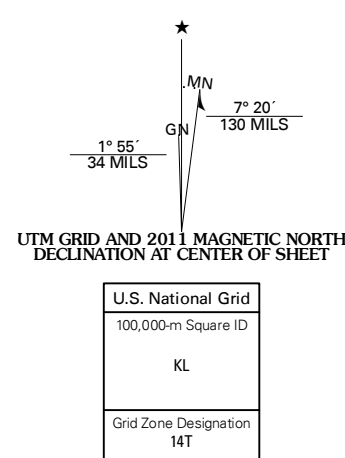 ★
MN
7° 20´
130 MILS
GN
1° 55´
34 MILS
UTM GRID AND 2011 MAGNETIC NORTH
DECLINATION AT CENTER OF SHEET
U.S. National Grid
100,000-m Square ID
KL
Grid Zone Designation
14T